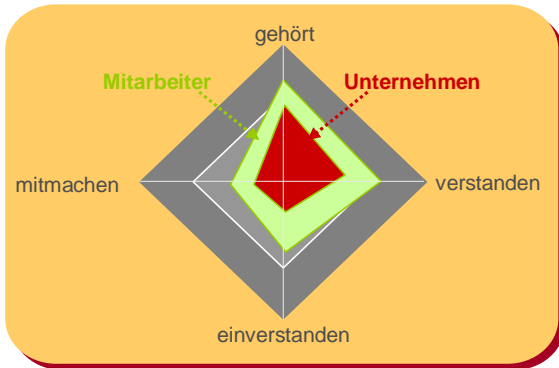 gehört
Mitarbeiter Unternehmen
mitmachen verstanden
einverstanden